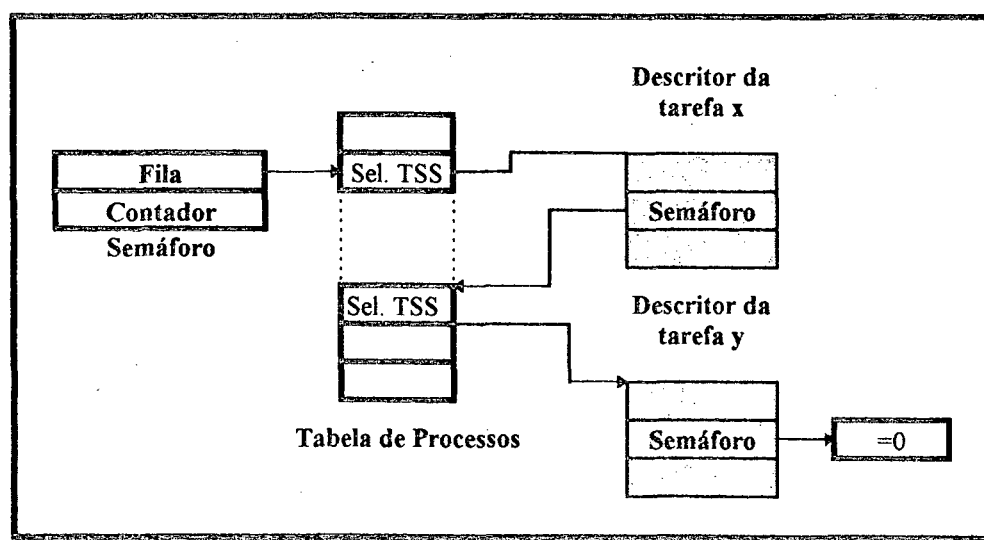 Descritor da
tarefa x
Fila
Sel. TSS
Contador
Semáforo
Semáforo
Sel. TSS
Descritor da
tarefa y
Tabela de Processos
Semáforo
=0